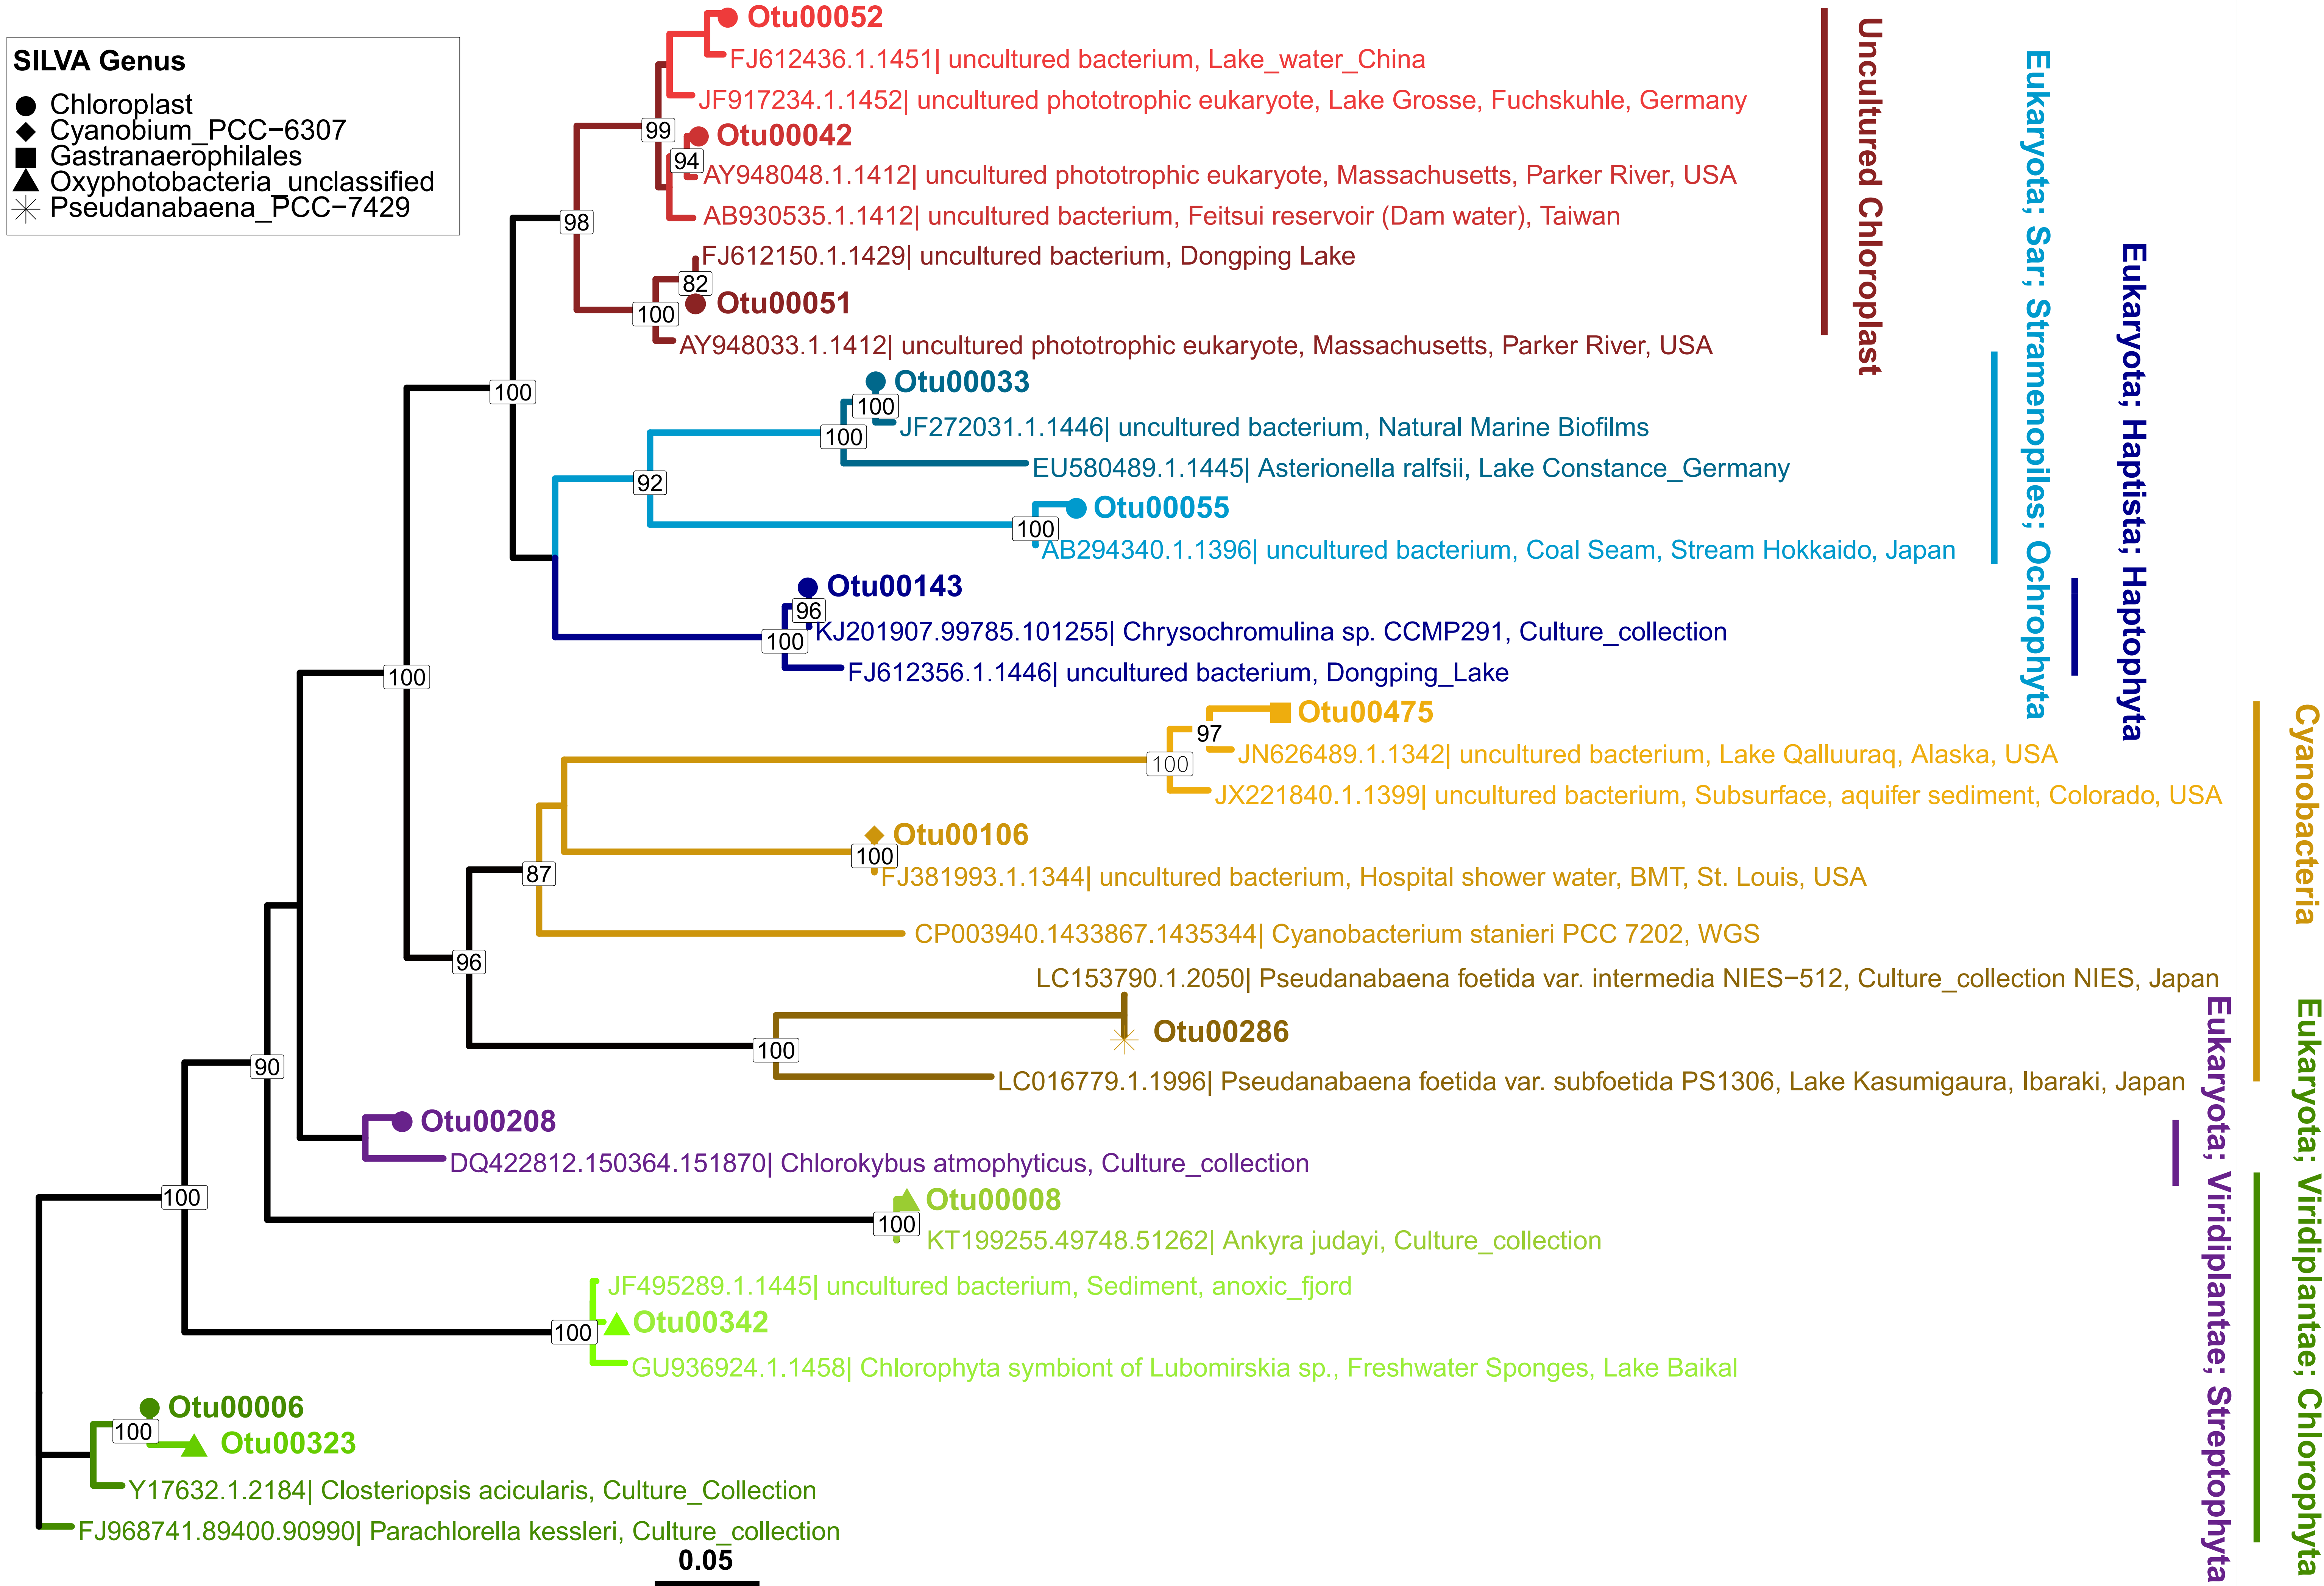 SILVA Genus
Chloroplast
Cyanobium_PCC−6307
Gastranaerophilales
Oxyphotobacteria_unclassified
Pseudanabaena_PCC−7429
Otu00052
FJ612436.1.1451| uncultured bacterium, Lake_water_China
JF917234.1.1452| uncultured phototrophic eukaryote, Lake Grosse, Fuchskuhle, Germany
99
Otu00042
94
AY948048.1.1412| uncultured phototrophic eukaryote, Massachusetts, Parker River, USA
98
AB930535.1.1412| uncultured bacterium, Feitsui reservoir (Dam water), Taiwan
FJ612150.1.1429| uncultured bacterium, Dongping Lake
82
Otu00051
100
AY948033.1.1412| uncultured phototrophic eukaryote, Massachusetts, Parker River, USA
Uncultured Chloroplast
100
Otu00033
100
JF272031.1.1446| uncultured bacterium, Natural Marine Biofilms
100
EU580489.1.1445| Asterionella ralfsii, Lake Constance_Germany
92
Otu00055
100
AB294340.1.1396| uncultured bacterium, Coal Seam, Stream Hokkaido, Japan
Eukaryota; Sar; Stramenopiles; Ochrophyta
Otu00143
96
KJ201907.99785.101255| Chrysochromulina sp. CCMP291, Culture_collection
100
FJ612356.1.1446| uncultured bacterium, Dongping_Lake
Eukaryota; Haptista; Haptophyta
100
Otu00475
97
JN626489.1.1342| uncultured bacterium, Lake Qalluuraq, Alaska, USA
100
JX221840.1.1399| uncultured bacterium, Subsurface, aquifer sediment, Colorado, USA
Otu00106
100
87
FJ381993.1.1344| uncultured bacterium, Hospital shower water, BMT, St. Louis, USA
CP003940.1433867.1435344| Cyanobacterium stanieri PCC 7202, WGS
96
LC153790.1.2050| Pseudanabaena foetida var. intermedia NIES−512, Culture_collection NIES, Japan
Otu00286
100
LC016779.1.1996| Pseudanabaena foetida var. subfoetida PS1306, Lake Kasumigaura, Ibaraki, Japan
Cyanobacteria
90
Otu00208
DQ422812.150364.151870| Chlorokybus atmophyticus, Culture_collection
Eukaryota; Viridiplantae; Streptophyta
100
Otu00008
100
KT199255.49748.51262| Ankyra judayi, Culture_collection
JF495289.1.1445| uncultured bacterium, Sediment, anoxic_fjord
Otu00342
100
GU936924.1.1458| Chlorophyta symbiont of Lubomirskia sp., Freshwater Sponges, Lake Baikal
Otu00006
100
Otu00323
Y17632.1.2184| Closteriopsis acicularis, Culture_Collection
FJ968741.89400.90990| Parachlorella kessleri, Culture_collection
Eukaryota; Viridiplantae; Chlorophyta
0.05